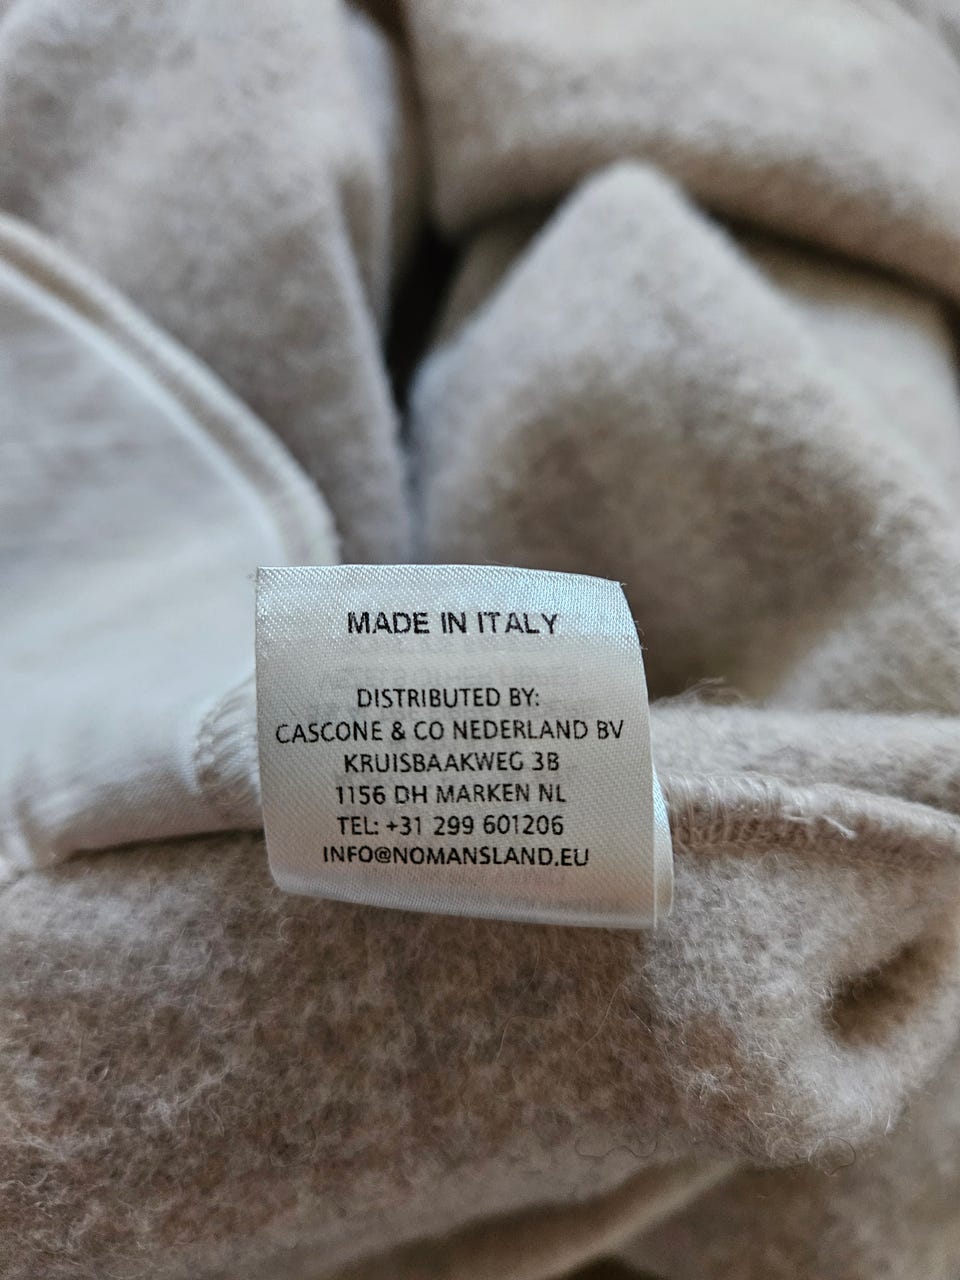 MADE IN ITALY
DISTRIBUTED BY:
CASCONE & CO NEDERLAND BV
KRUISBAAKWEG 3B
1156 DH MARKEN NL
TEL: +31 299 601206
INFO@NOMANSLAND.EU